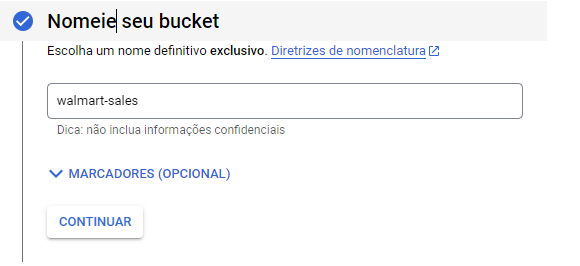 Nomeie seu bucket
Escolha um nome definitivo exclusivo. Diretrizes de nomenclatura
walmart-sales
Dica: não inclua informações confidenciais
MARCADORES (OPCIONAL)
CONTINUAR